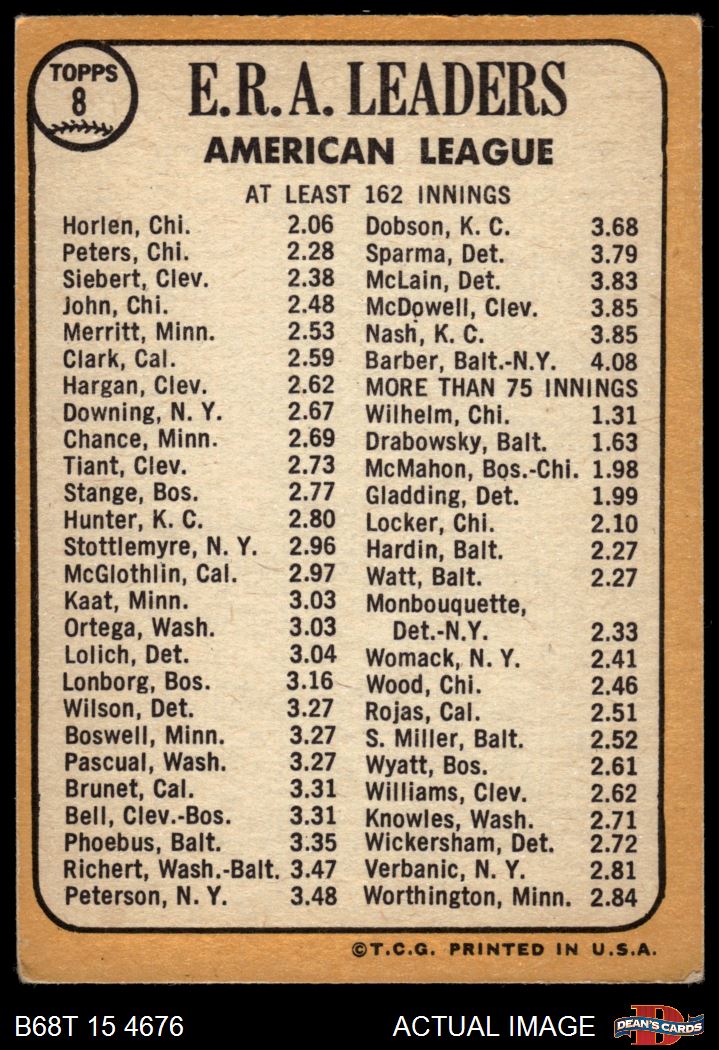 TOPPS
8
E.R.A. LEADERS
AMERICAN LEAGUE
AT LEAST 162 INNINGS
Horlen, Chi. 2.06
Peters, Chi. 2.28
Siebert, Clev. 2.38
John, Chi. 2.48
Merritt, Minn. 2.53
Clark, Cal. 2.59
Hargan, Clev. 2.62
Downing, N. Y. 2.67
Chance, Minn. 2.69
Tiant, Clev. 2.73
Stange, Bos. 2.77
Hunter, K. C. 2.80
Stottlemyre, N. Y. 2.96
McGlothlin, Cal. 2.97
Kaat, Minn. 3.03
Ortega, Wash. 3.03
Lolich, Det. 3.04
Lonborg, Bos. 3.16
Wilson, Det. 3.27
Boswell, Minn. 3.27
Pascual, Wash. 3.27
Brunet, Cal. 3.31
Bell, Clev.-Bos. 3.31
Phoebus, Balt. 3.35
Richert, Wash.-Balt. 3.47
Peterson, N. Y. 3.48
Dobson, K. C. 3.68
Sparma, Det. 3.79
McLain, Det. 3.83
McDowell, Clev. 3.85
Nash, K. C. 3.85
Barber, Balt.-N.Y. 4.08
MORE THAN 75 INNINGS
Wilhelm, Chi. 1.31
Drabowsky, Balt. 1.63
McMahon, Bos.-Chi. 1.98
Gladding, Det. 1.99
Locker, Chi. 2.10
Hardin, Balt. 2.27
Watt, Balt. 2.27
Monbouquette,
Det.-N.Y. 2.33
Womack, N. Y. 2.41
Wood, Chi. 2.46
Rojas, Cal. 2.51
S. Miller, Balt. 2.52
Wyatt, Bos. 2.61
Williams, Clev. 2.62
Knowles, Wash. 2.71
Wickersham, Det. 2.72
Verbanic, N. Y. 2.81
Worthington, Minn. 2.84
©T.C.G. PRINTED IN U.S.A.
B68T 15 4676
ACTUAL IMAGE
D
DEAN'S CARDS